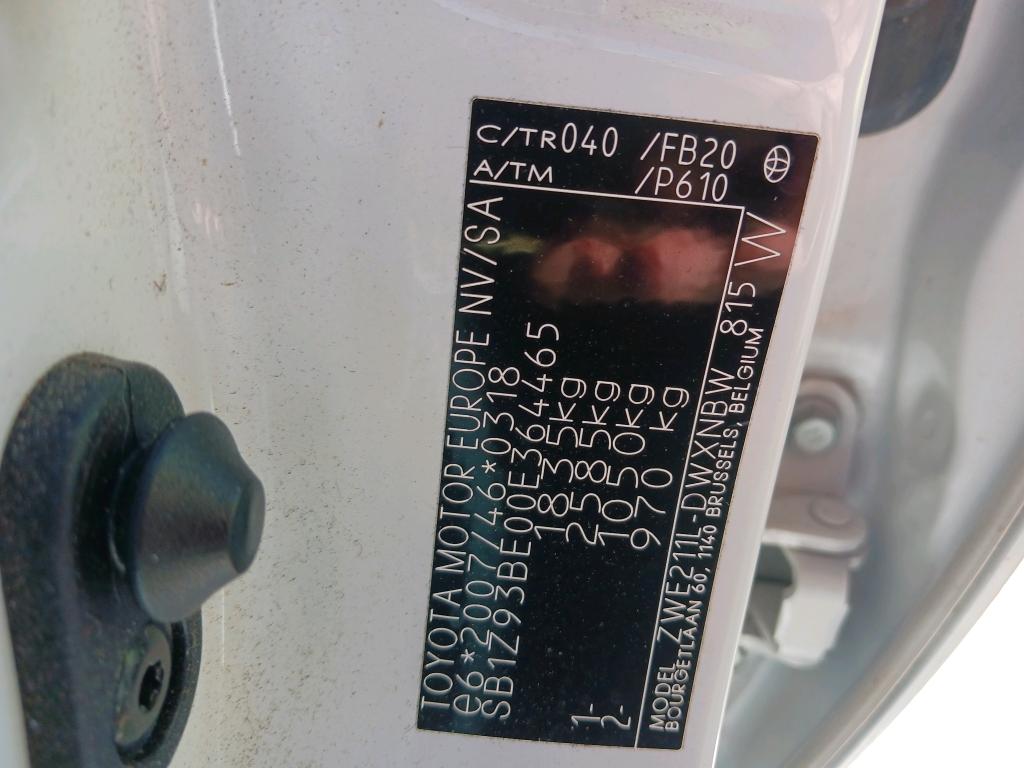 TOYOTA MOTOR EUROPE NV/SA
e6*2007/46*0318
SB1Z93BE00E364465
1835kg
2585kg
1- 1050kg
2- 970 kg
MODEL ZWE211L-DWXNBW 815 W
BOURGETLAAN 60, 1140 BRUSSELS, BELGIUM
C/TR040 /FB20
A/TM /P610